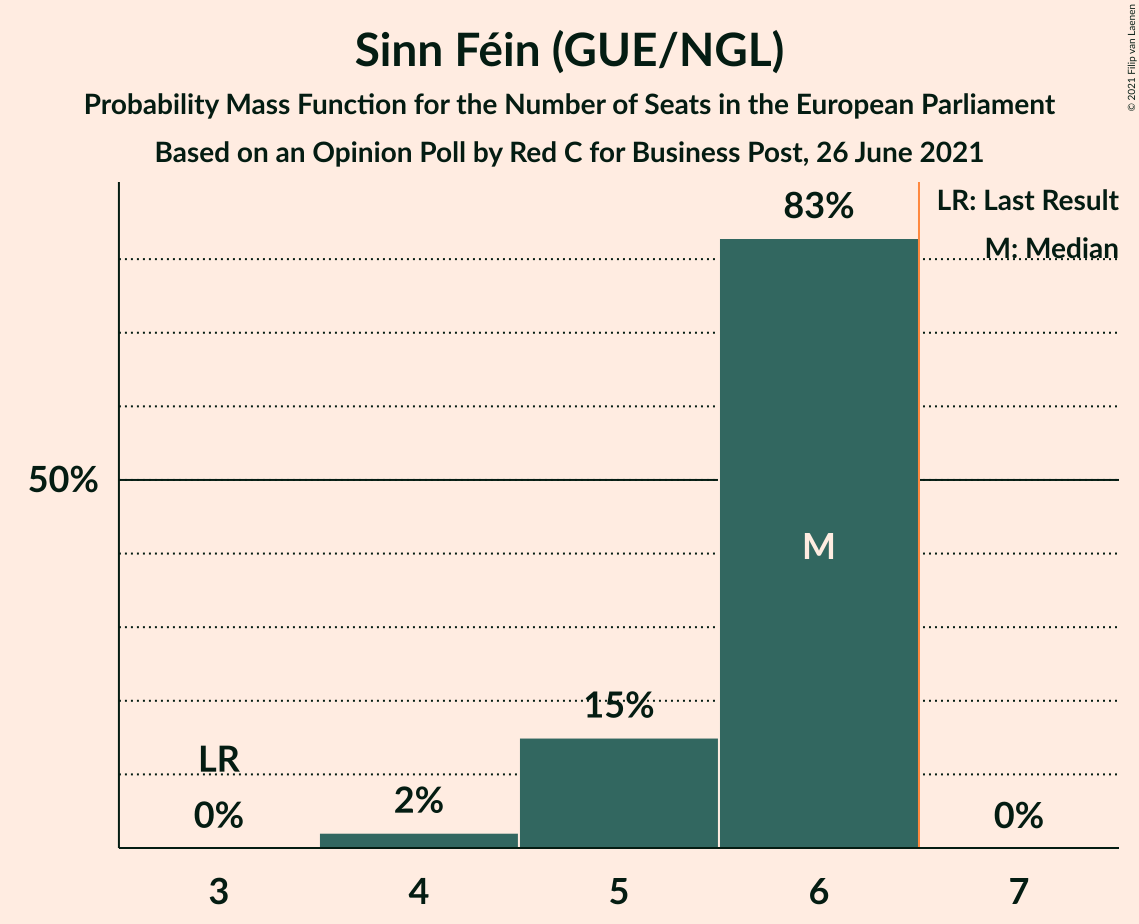 Sinn Féin (GUE/NGL)
Probability Mass Function for the Number of Seats in the European Parliament
Based on an Opinion Poll by Red C for Business Post, 26 June 2021
© 2021 Filip van Laenen
LR: Last Result
M: Median
83%
50%
M
15%
LR
2%
0%
0%
3 4 5 6 7